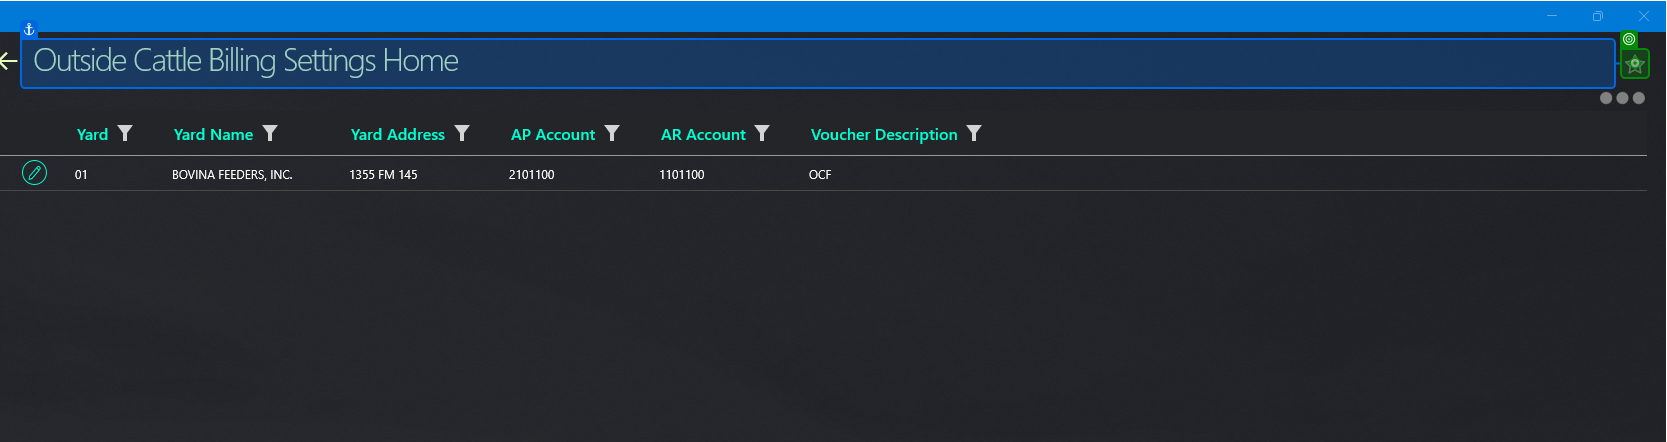 Outside Cattle Billing Settings Home
Yard Yard Name Yard Address AP Account AR Account Voucher Description
01 BOVINA FEEDERS, INC. 1355 FM 145 2101100 1101100 OCF